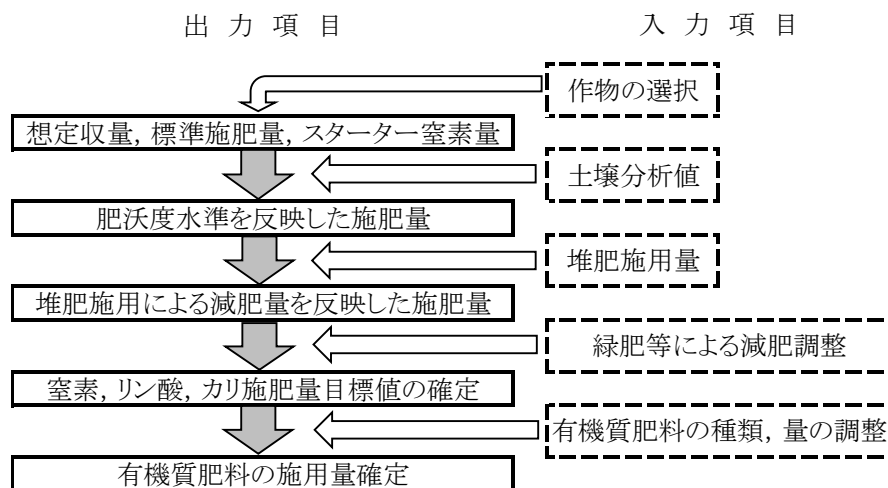 出力項目
入力項目
作物の選択
想定収量, 標準施肥量, スターター窒素量
土壌分析値
肥沃度水準を反映した施肥量
堆肥施用量
堆肥施用による減肥量を反映した施肥量
緑肥等による減肥調整
窒素, リン酸, カリ施肥量目標値の確定
有機質肥料の種類, 量の調整
有機質肥料の施用量確定